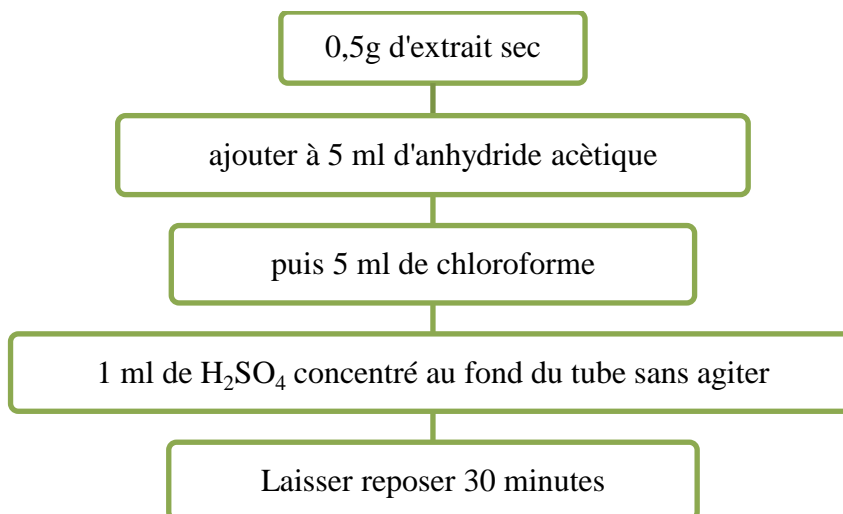 0,5g d'extrait sec
ajouter à 5 ml d'anhydride acètique
puis 5 ml de chloroforme
1 ml de H₂SO₄ concentré au fond du tube sans agiter
Laisser reposer 30 minutes